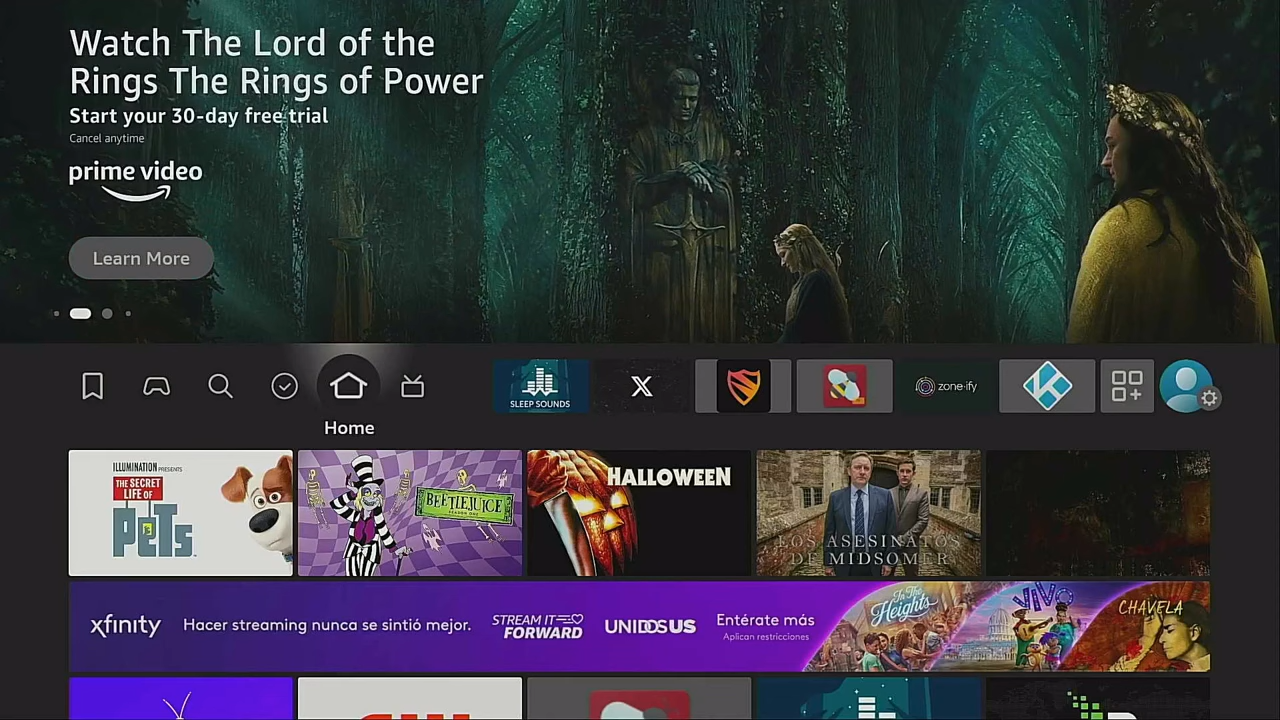 Watch The Lord of the
Rings The Rings of Power
Start your 30-day free trial
Cancel anytime
prime video
Learn More
SLEEP SOUNDS
X
zone·ify
Home
ILLUMINATION PRESENTS
THE SECRET
LIFE OF
PETS
BEETLEJUICE
SEASON ONE
HALLOWEEN
LOS ASESINATOS
DE MIDSOMER
xfinity
Hacer streaming nunca se sintió mejor.
STREAM IT
FORWARD
UNIDOSUS
Entérate más
Aplican restricciones
In The
Heights
VIVO
CHAVELA